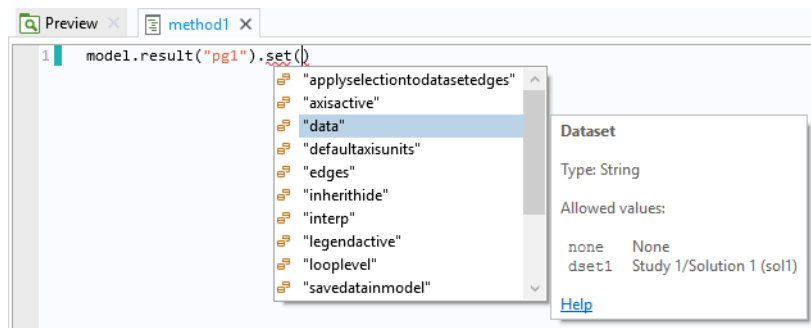 Preview
method1
1 model.result("pg1").set()
"applyselectiontodatasetedges"
"axisactive"
"data"
"defaultaxisunits"
"edges"
"inherithide"
"interp"
"legendactive"
"looplevel"
"savedatainmodel"
Dataset
Type: String
Allowed values:
none None
dset1 Study 1/Solution 1 (sol1)
Help